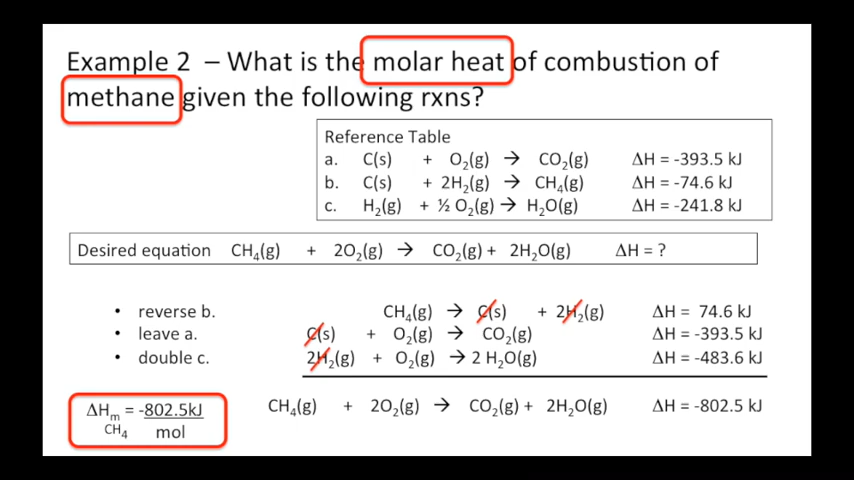 Example 2 – What is the molar heat of combustion of
methane given the following rxns?
Reference Table
a. C(s) + O₂(g) → CO₂(g) ΔH = -393.5 kJ
b. C(s) + 2H₂(g) → CH₄(g) ΔH = -74.6 kJ
c. H₂(g) + ½ O₂(g) → H₂O(g) ΔH = -241.8 kJ
Desired equation CH₄(g) + 2O₂(g) → CO₂(g) + 2H₂O(g) ΔH = ?
• reverse b. CH₄(g) → C(s) + 2H₂(g) ΔH = 74.6 kJ
• leave a. C(s) + O₂(g) → CO₂(g) ΔH = -393.5 kJ
• double c. 2H₂(g) + O₂(g) → 2 H₂O(g) ΔH = -483.6 kJ
CH₄(g) + 2O₂(g) → CO₂(g) + 2H₂O(g) ΔH = -802.5 kJ
ΔHₘ = -802.5kJ
CH₄ mol